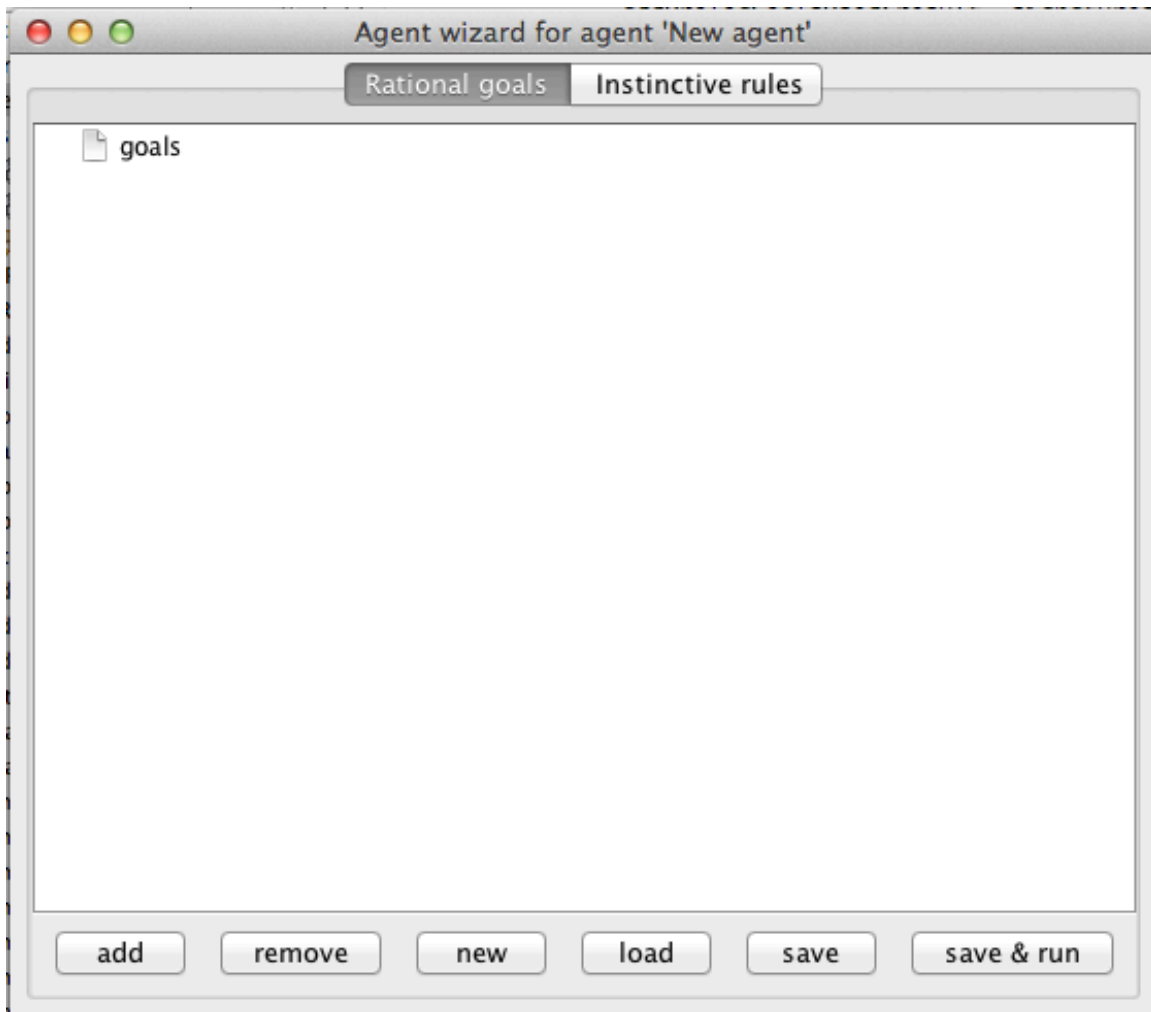 Agent wizard for agent 'New agent'
Rational goals Instinctive rules
goals
add remove new load save save & run